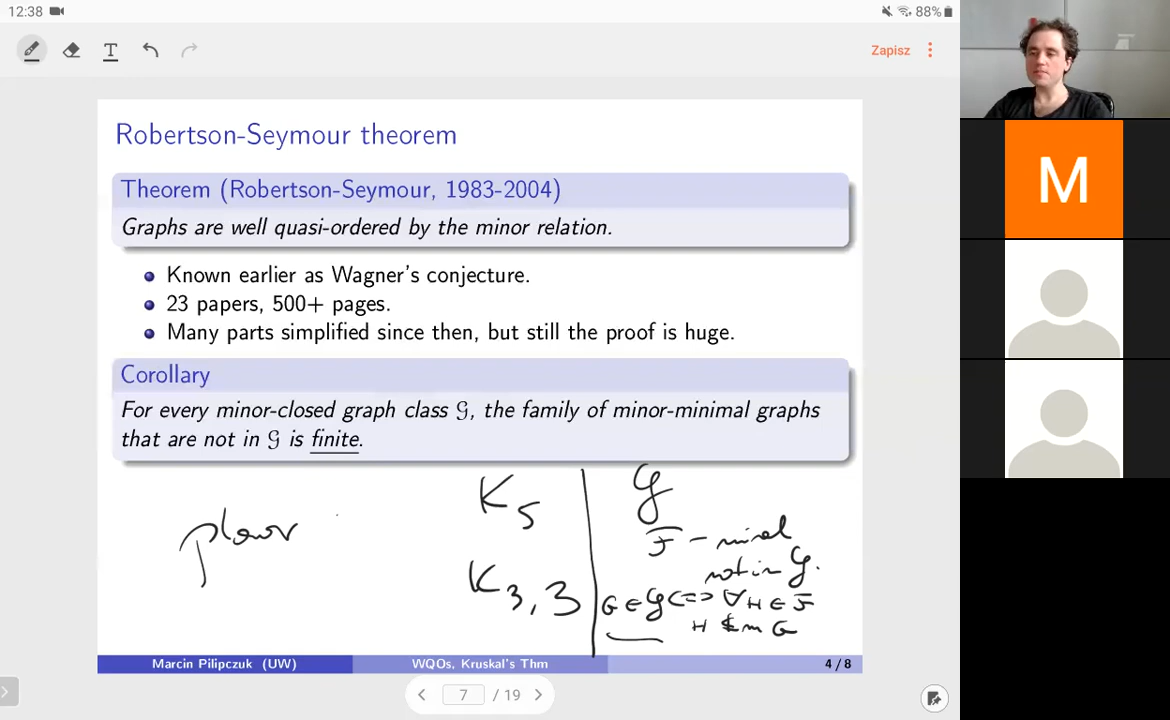 12:38
88%
T
Zapisz
Robertson-Seymour theorem
Theorem (Robertson-Seymour, 1983-2004)
Graphs are well quasi-ordered by the minor relation.
Known earlier as Wagner's conjecture.
23 papers, 500+ pages.
Many parts simplified since then, but still the proof is huge.
Corollary
For every minor-closed graph class 𝒢, the family of minor-minimal graphs
that are not in 𝒢 is finite.
planar
K₅
K₃,₃
𝒢
F - minimal
not in 𝒢.
G ∈ 𝒢 <=> ∀ H ∈ F
H ≰m G
Marcin Pilipczuk (UW)
WQOs, Kruskal's Thm
4 / 8
7 / 19
M